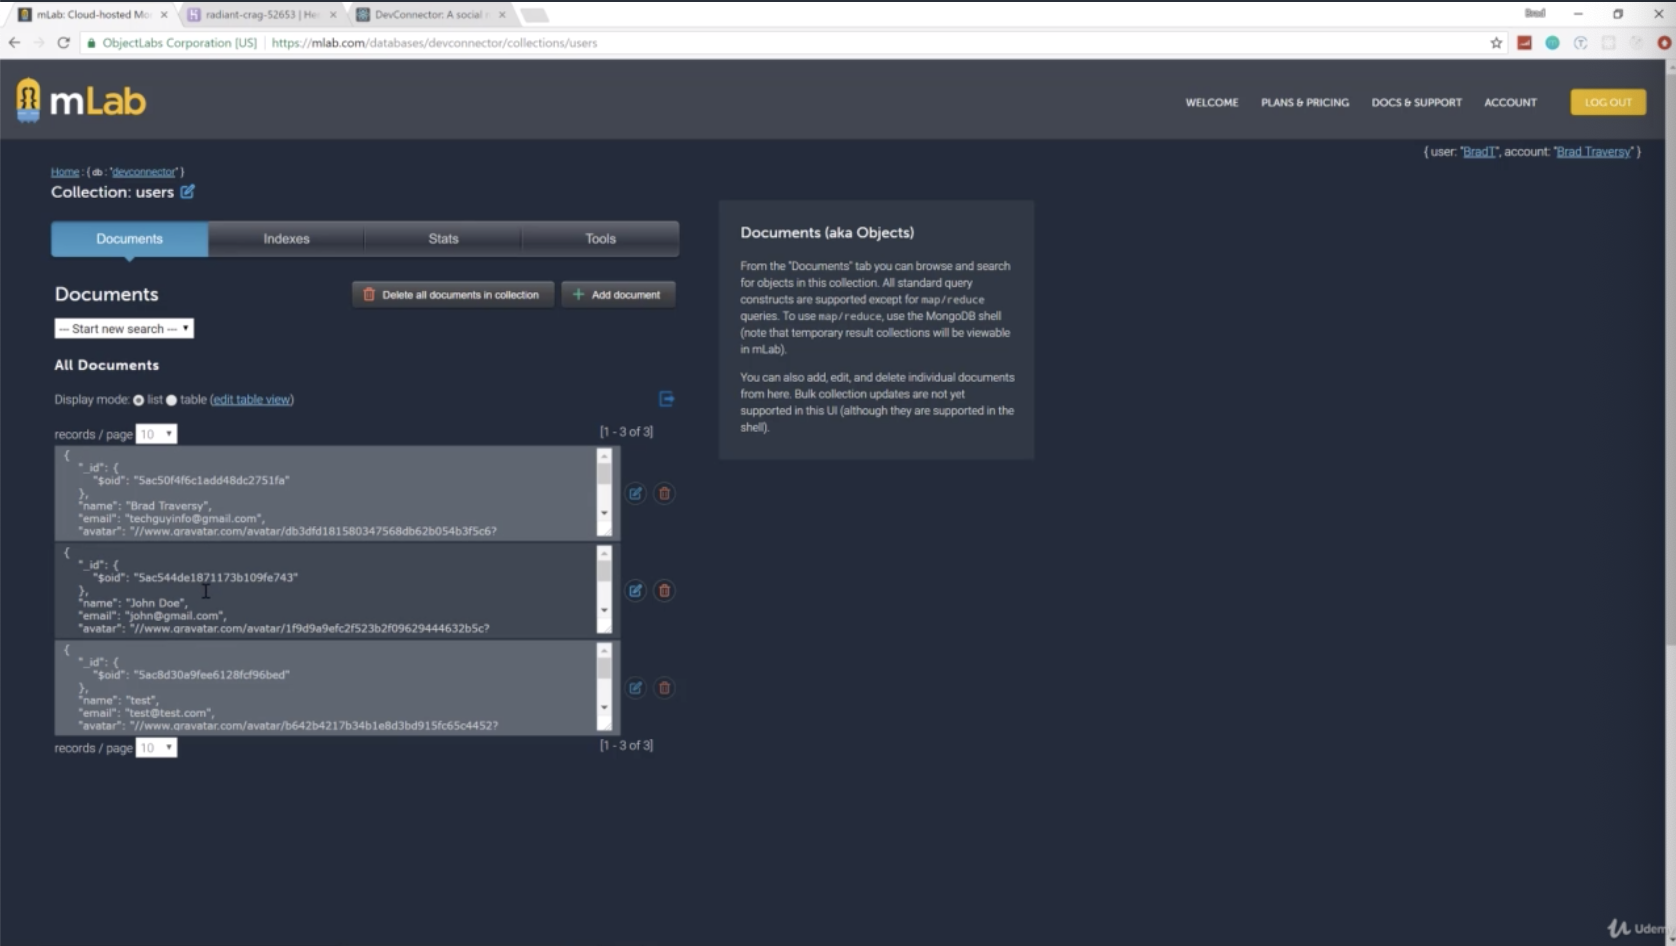 mLab: Cloud-hosted Mo
radiant-crag-52653 | He
DevConnector: A social
ObjectLabs Corporation [US]
https://mlab.com/databases/devconnector/collections/users
mLab
WELCOME
PLANS & PRICING
DOCS & SUPPORT
ACCOUNT
LOG OUT
{ user: "BradT", account: "Brad Traversy" }
Home : { db : "devconnector" }
Collection: users
Documents
Indexes
Stats
Tools
Documents
Delete all documents in collection
+ Add document
--- Start new search ---
All Documents
Display mode: list table (edit table view)
records / page 10
[1 - 3 of 3]
{
"_id": {
"$oid": "5ac50f4f6c1add48dc2751fa"
},
"name": "Brad Traversy",
"email": "techguyinfo@gmail.com",
"avatar": "//www.gravatar.com/avatar/db3dfd181580347568db62b054b3f5c6?
{
"_id": {
"$oid": "5ac544de1871173b109fe743"
},
"name": "John Doe",
"email": "john@gmail.com",
"avatar": "//www.gravatar.com/avatar/1f9d9a9efc2f523b2f09629444632b5c?
{
"_id": {
"$oid": "5ac8d30a9fee6128fcf96bed"
},
"name": "test",
"email": "test@test.com",
"avatar": "//www.gravatar.com/avatar/b642b4217b34b1e8d3bd915fc65c4452?
records / page 10
[1 - 3 of 3]
Documents (aka Objects)
From the "Documents" tab you can browse and search
for objects in this collection. All standard query
constructs are supported except for map/reduce
queries. To use map/reduce, use the MongoDB shell
(note that temporary result collections will be viewable
in mLab).
You can also add, edit, and delete individual documents
from here. Bulk collection updates are not yet
supported in this UI (although they are supported in the
shell).
Udem